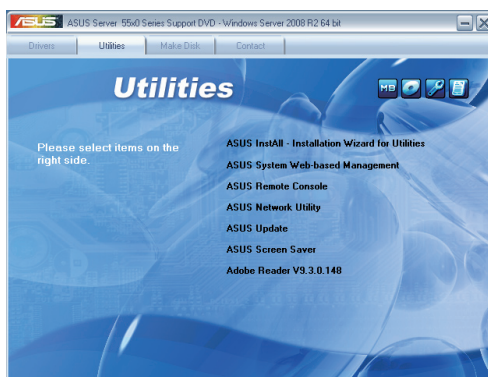 ASUS ASUS Server 55x0 Series Support DVD - Windows Server 2008 R2 64 bit
Drivers Utilities Make Disk Contact
Utilities
MB
Please select items on the
right side.
ASUS InstAll - Installation Wizard for Utilities
ASUS System Web-based Management
ASUS Remote Console
ASUS Network Utility
ASUS Update
ASUS Screen Saver
Adobe Reader V9.3.0.148